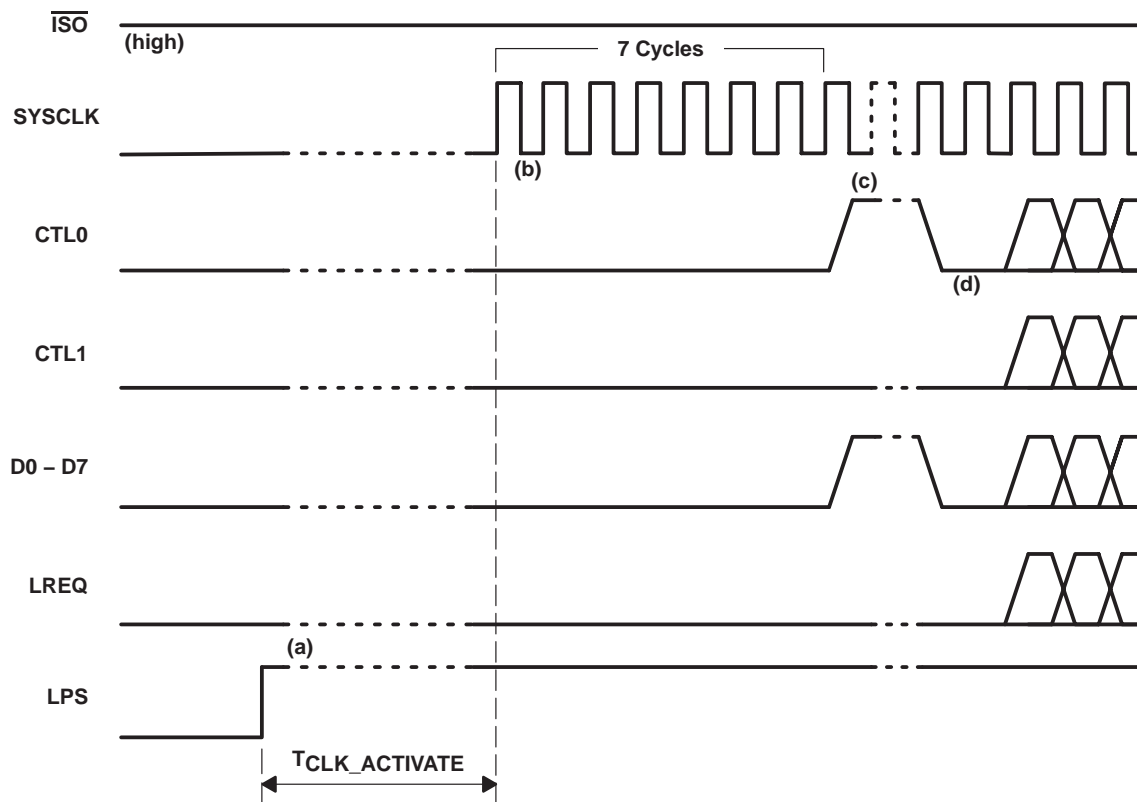 ISO
(high)
7 Cycles
SYSCLK
(b)
(c)
CTL0
(d)
CTL1
D0 – D7
LREQ
(a)
LPS
TCLK_ACTIVATE